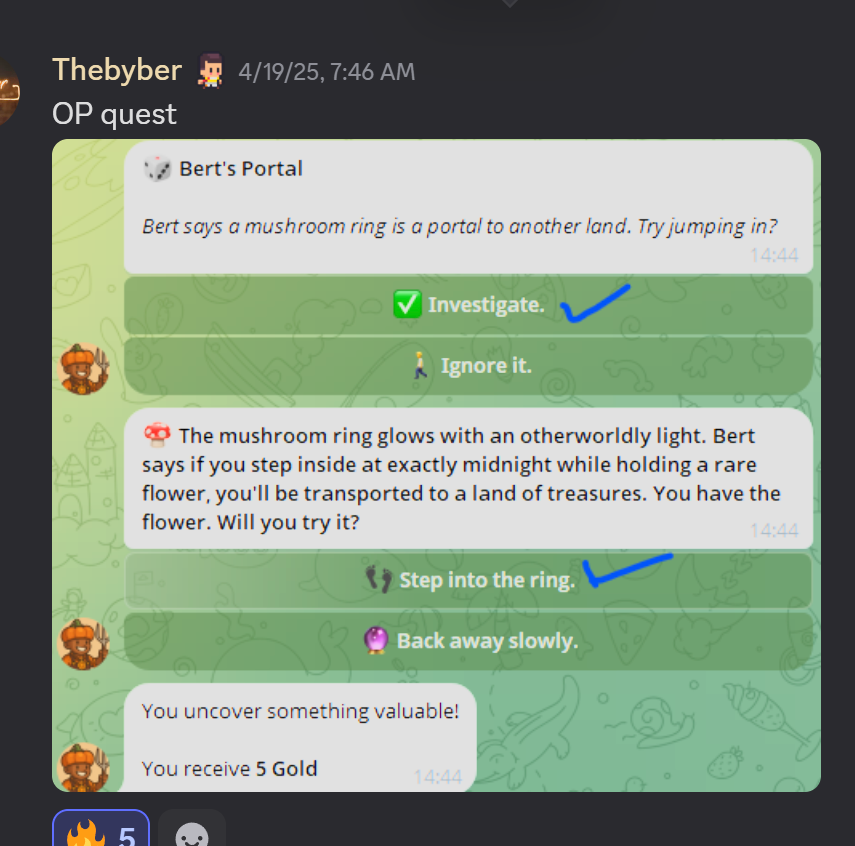 Thebyber 4/19/25, 7:46 AM
OP quest
Bert's Portal
Bert says a mushroom ring is a portal to another land. Try jumping in?
14:44
Investigate.
Ignore it.
The mushroom ring glows with an otherworldly light. Bert
says if you step inside at exactly midnight while holding a rare
flower, you'll be transported to a land of treasures. You have the
flower. Will you try it?
14:44
Step into the ring.
Back away slowly.
You uncover something valuable!
You receive 5 Gold
14:44
5